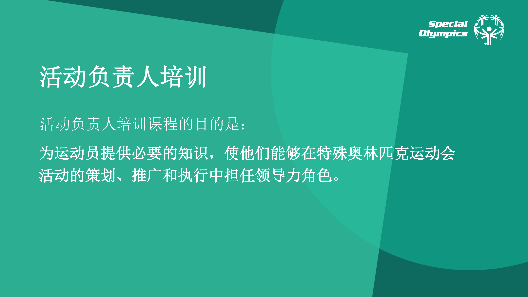 Special
Olympics
活动负责人培训
活动负责人培训课程的目的是：
为运动员提供必要的知识，使他们能够在特殊奥林匹克运动会
活动的策划、推广和执行中担任领导力角色。